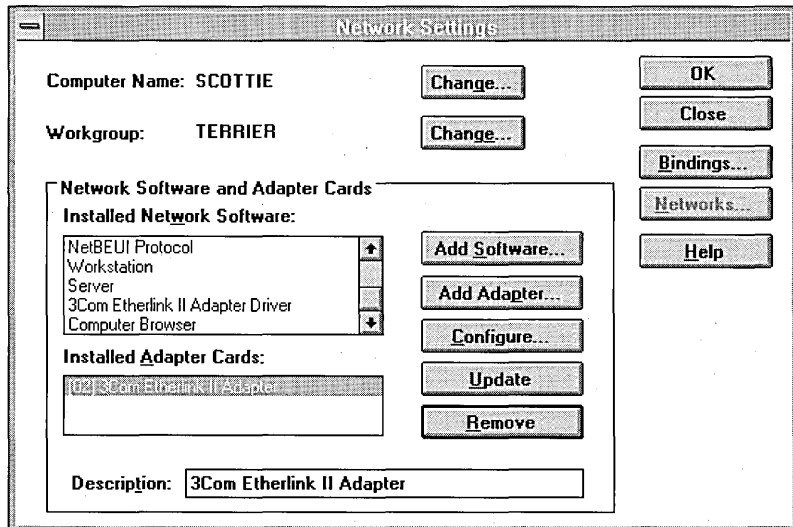 Network Settings
Computer Name: SCOTTIE
Change...
OK
Close
Workgroup: TERRIER
Change...
Bindings...
Networks...
Help
Network Software and Adapter Cards
Installed Network Software:
NetBEUI Protocol
Workstation
Server
3Com Etherlink II Adapter Driver
Computer Browser
Add Software...
Add Adapter...
Configure...
Update
Remove
Installed Adapter Cards:
[02] 3Com Etherlink II Adapter
Description: 3Com Etherlink II Adapter